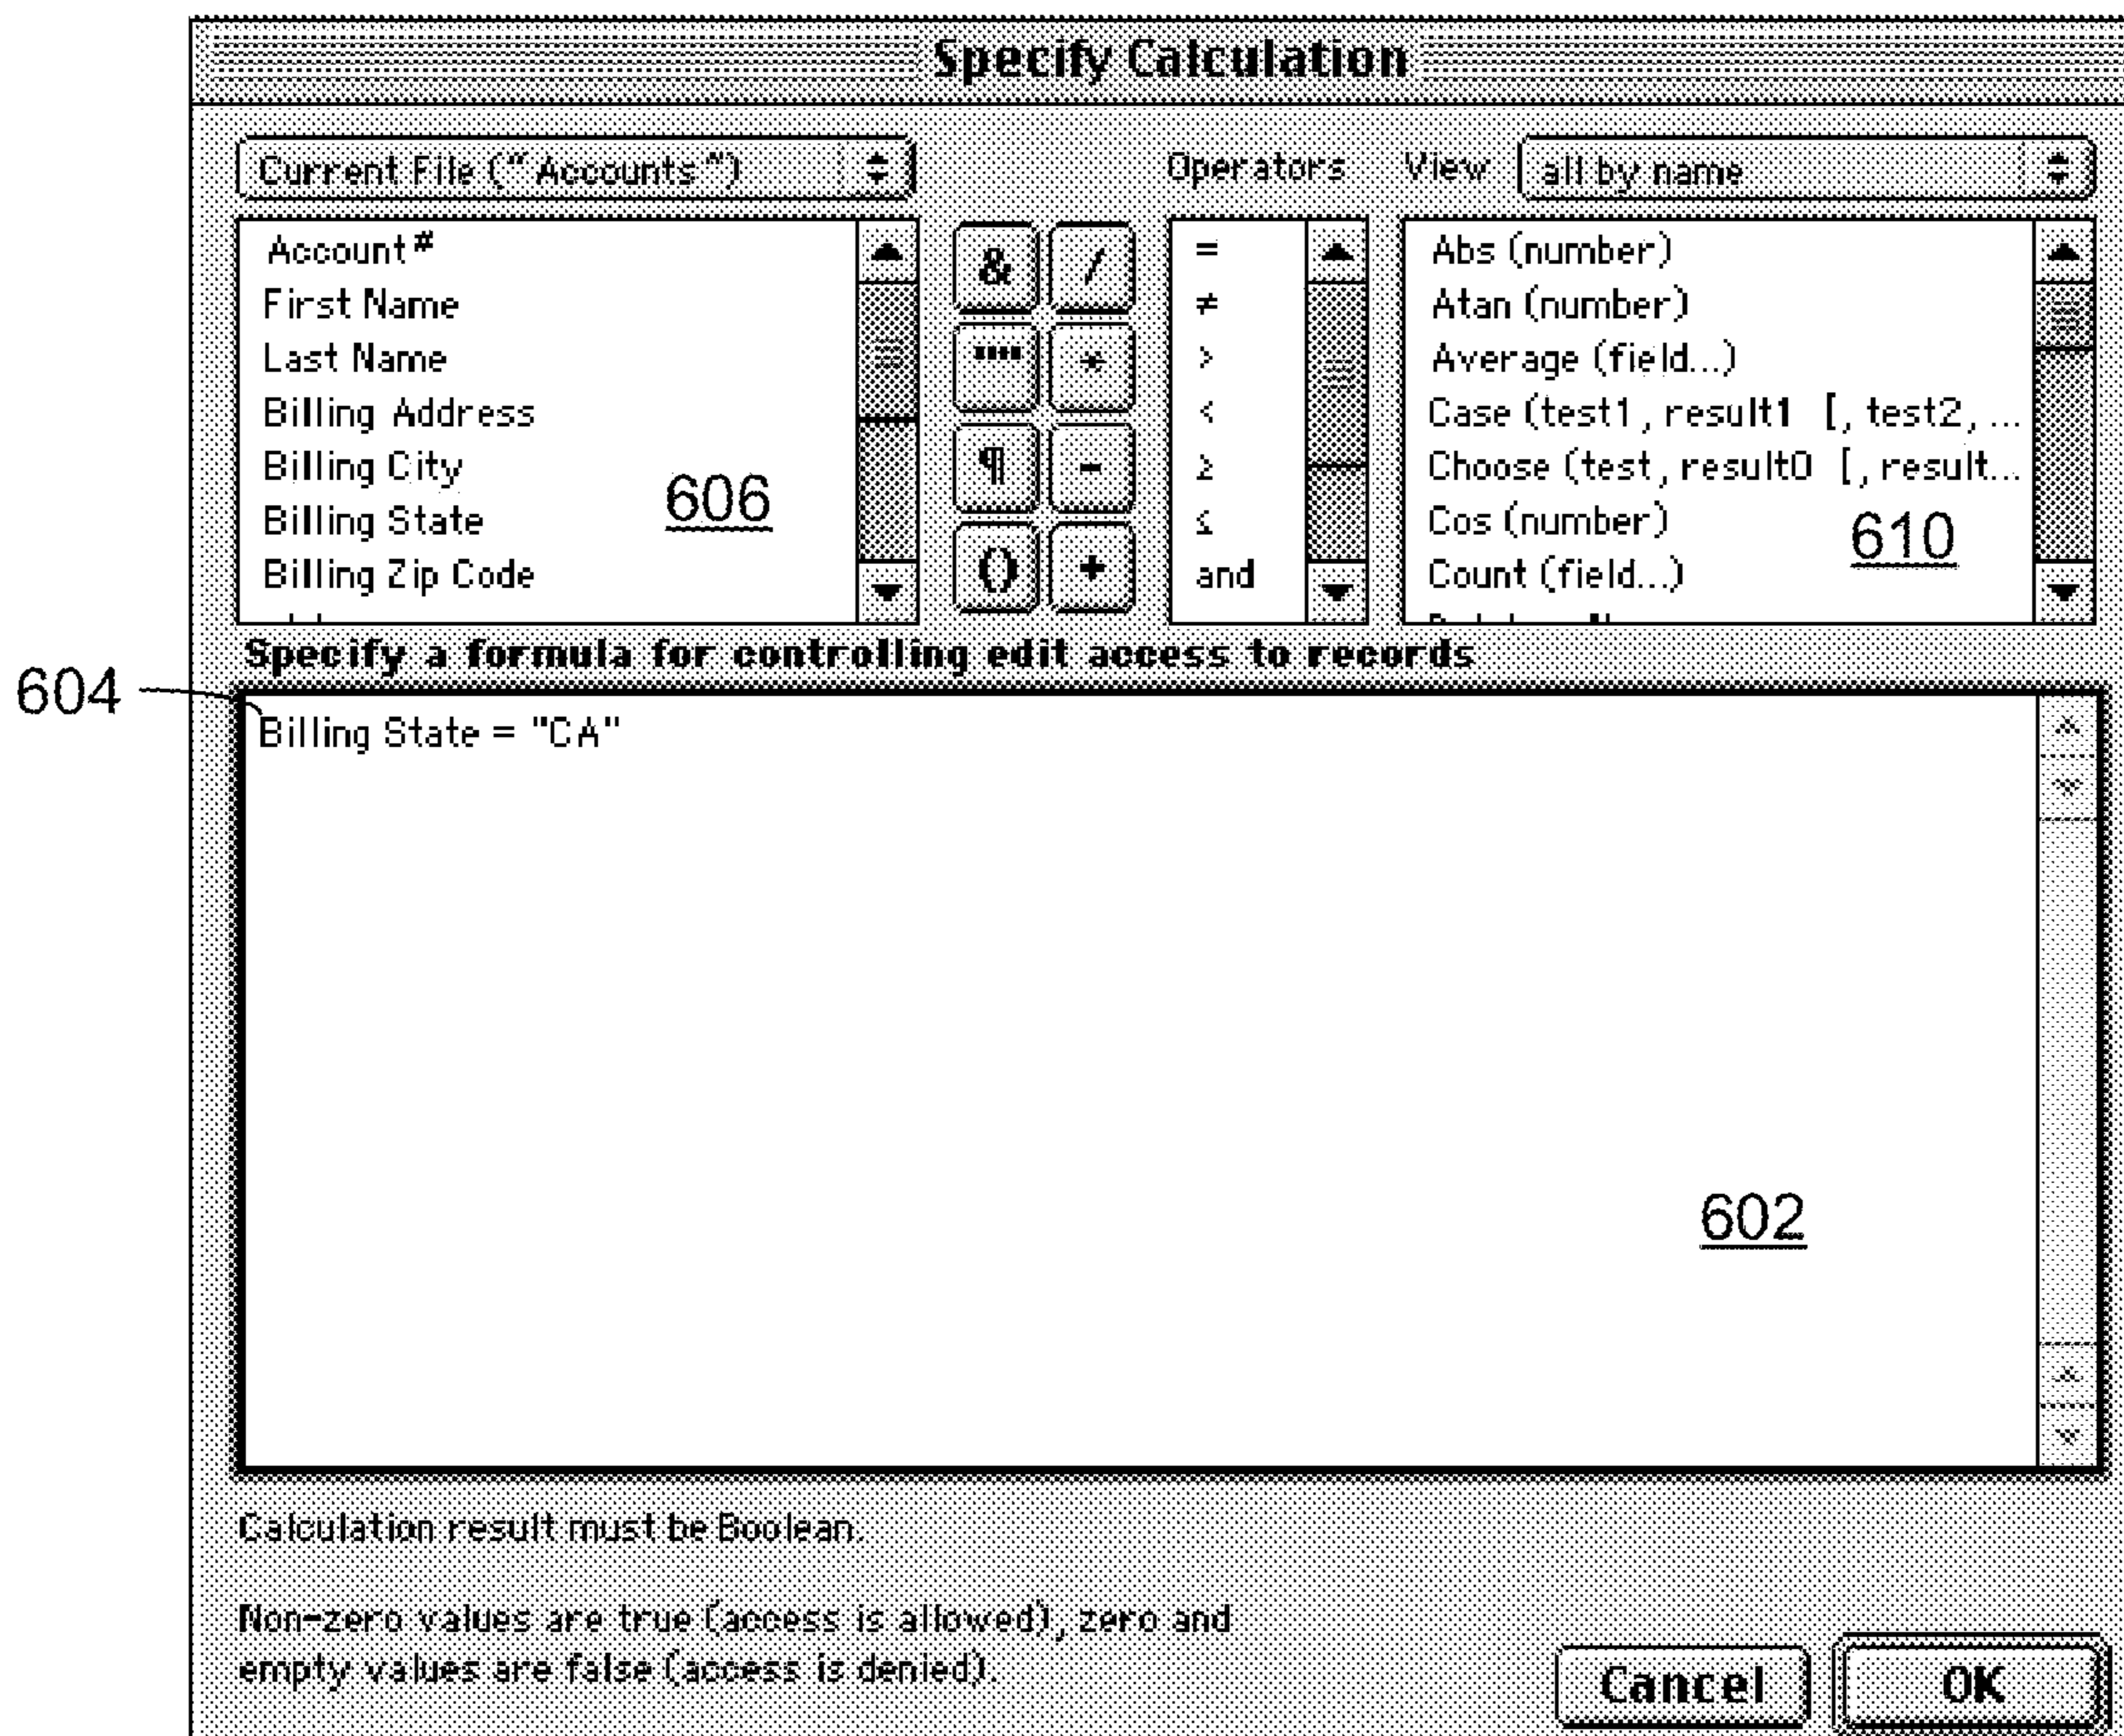 Specify Calculation
Current File ("Accounts")
Operators
View
all by name
Account#
First Name
Last Name
Billing Address
Billing City
Billing State
Billing Zip Code
606
& /
"" *
¶ -
() +
=
≠
>
<
≥
≤
and
Abs (number)
Atan (number)
Average (field...)
Case (test1, result1 [, test2, ...
Choose (test, result0 [, result...
Cos (number)
Count (field...)
610
Specify a formula for controlling edit access to records
604
Billing State = "CA"
602
Calculation result must be Boolean.
Non-zero values are true (access is allowed), zero and
empty values are false (access is denied).
Cancel
OK